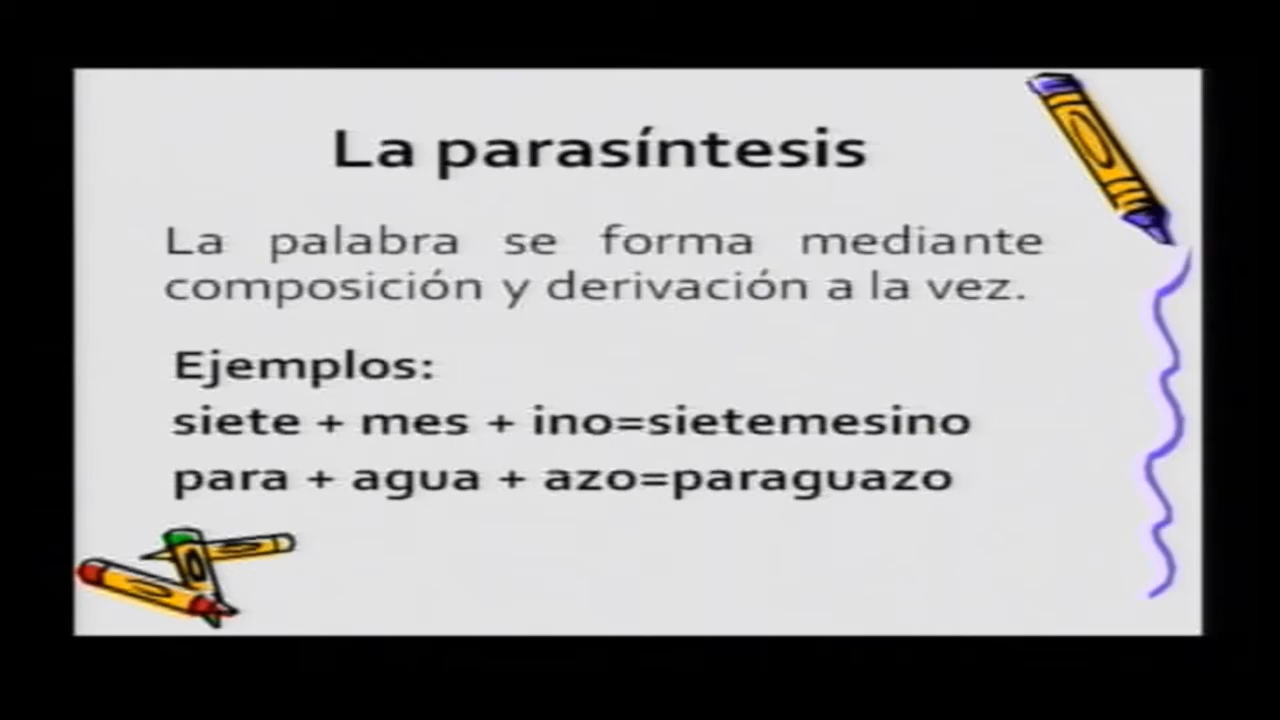 La parasíntesis
La palabra se forma mediante
composición y derivación a la vez.
Ejemplos:
siete + mes + ino=sietemesino
para + agua + azo=paraguazo